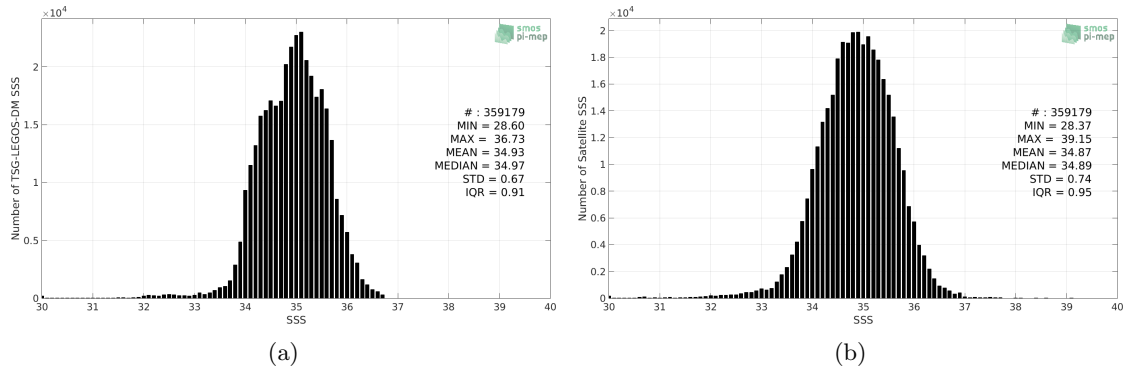 ×10⁴
smos
pi-mep
2
1.5
1
0.5
0
Number of TSG-LEGOS-DM SSS
# : 359179
MIN = 28.60
MAX = 36.73
MEAN = 34.93
MEDIAN = 34.97
STD = 0.67
IQR = 0.91
30 31 32 33 34 35 36 37 38 39 40
SSS
(a)
×10⁴
smos
pi-mep
2
1.8
1.6
1.4
1.2
1
0.8
0.6
0.4
0.2
0
Number of Satellite SSS
# : 359179
MIN = 28.37
MAX = 39.15
MEAN = 34.87
MEDIAN = 34.89
STD = 0.74
IQR = 0.95
30 31 32 33 34 35 36 37 38 39 40
SSS
(b)